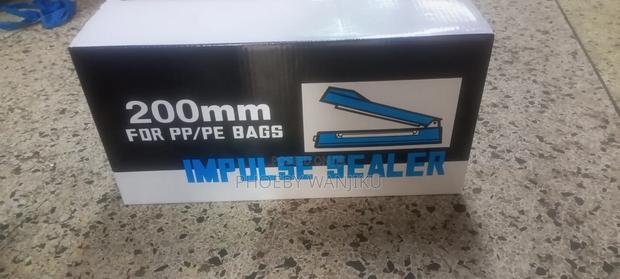 200mm
FOR PP/PE BAGS
IMPULSE SEALER
PHOEBY WANJIKU